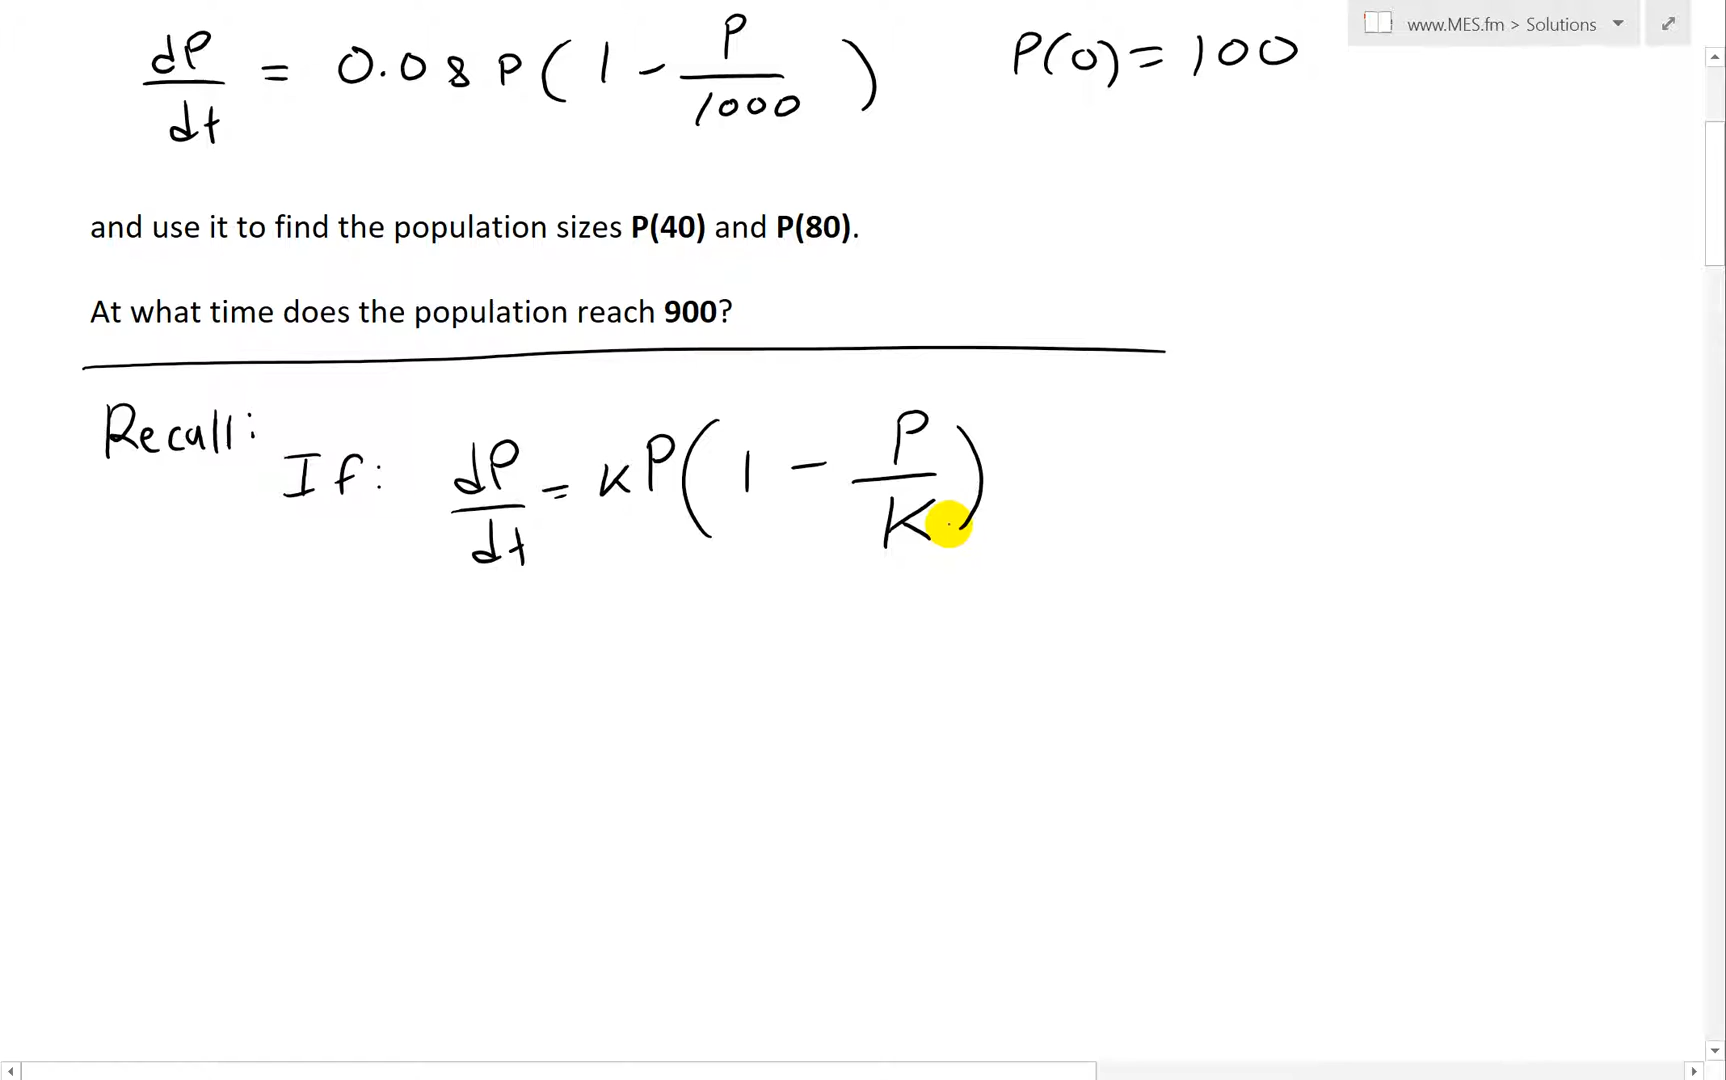 www.MES.fm > Solutions
dP/dt = 0.08 P ( 1 - P/1000 ) P(0) = 100
and use it to find the population sizes P(40) and P(80).
At what time does the population reach 900?
Recall:
If: dP/dt = kP ( 1 - P/K )